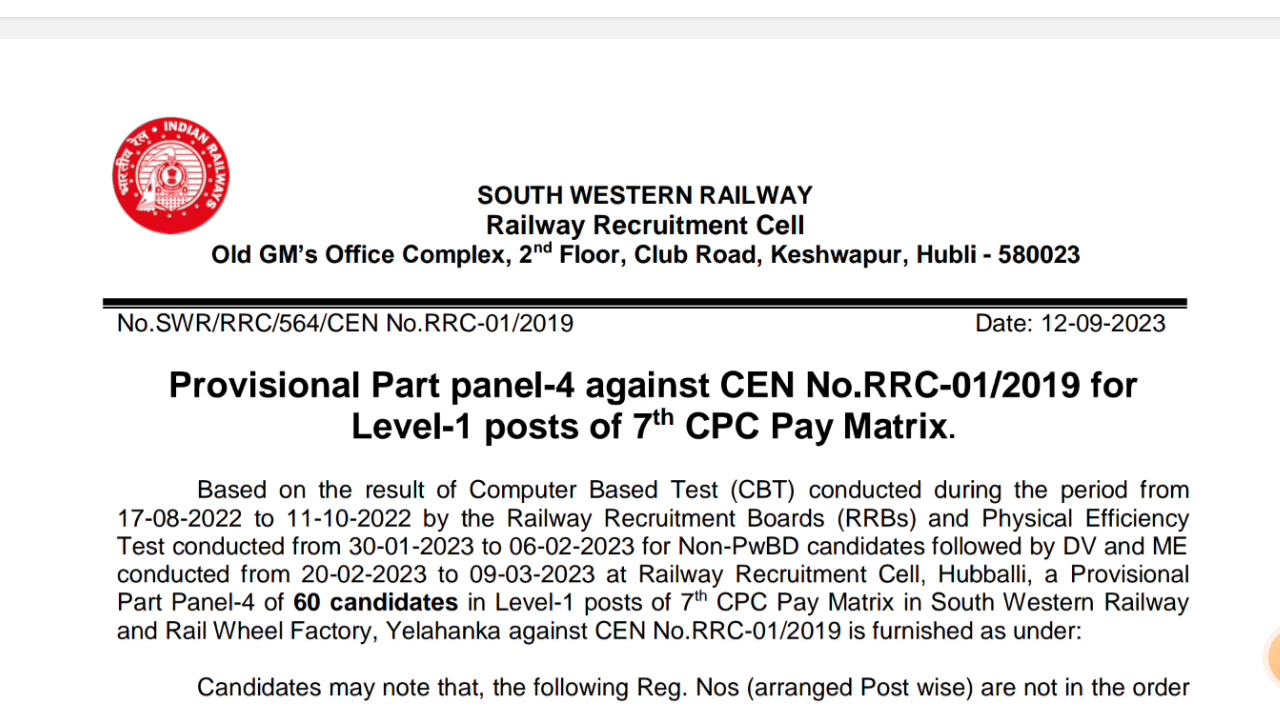 भारतीय रेल • INDIAN RAILWAYS
SOUTH WESTERN RAILWAY
Railway Recruitment Cell
Old GM’s Office Complex, 2nd Floor, Club Road, Keshwapur, Hubli - 580023
No.SWR/RRC/564/CEN No.RRC-01/2019 Date: 12-09-2023
Provisional Part panel-4 against CEN No.RRC-01/2019 for
Level-1 posts of 7th CPC Pay Matrix.
Based on the result of Computer Based Test (CBT) conducted during the period from
17-08-2022 to 11-10-2022 by the Railway Recruitment Boards (RRBs) and Physical Efficiency
Test conducted from 30-01-2023 to 06-02-2023 for Non-PwBD candidates followed by DV and ME
conducted from 20-02-2023 to 09-03-2023 at Railway Recruitment Cell, Hubballi, a Provisional
Part Panel-4 of 60 candidates in Level-1 posts of 7th CPC Pay Matrix in South Western Railway
and Rail Wheel Factory, Yelahanka against CEN No.RRC-01/2019 is furnished as under:
Candidates may note that, the following Reg. Nos (arranged Post wise) are not in the order